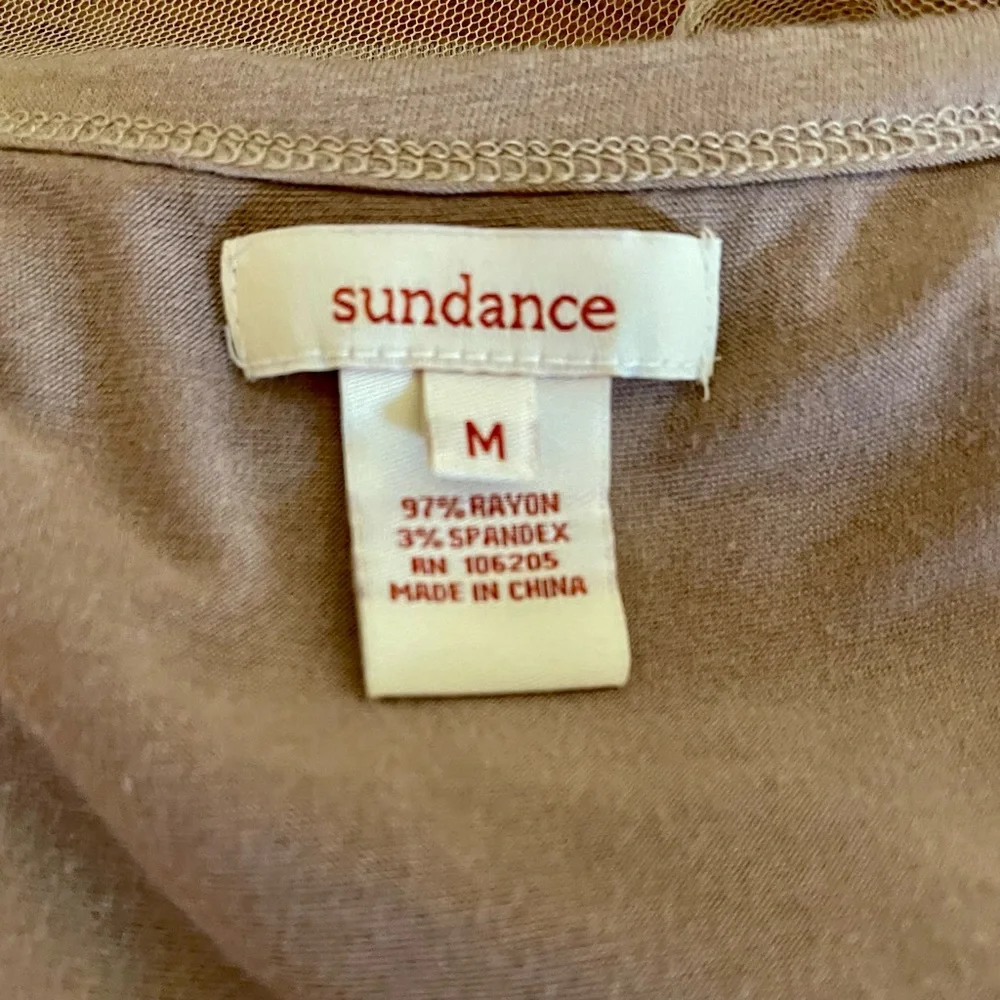 sundance
M
97% RAYON
3% SPANDEX
RN 106205
MADE IN CHINA